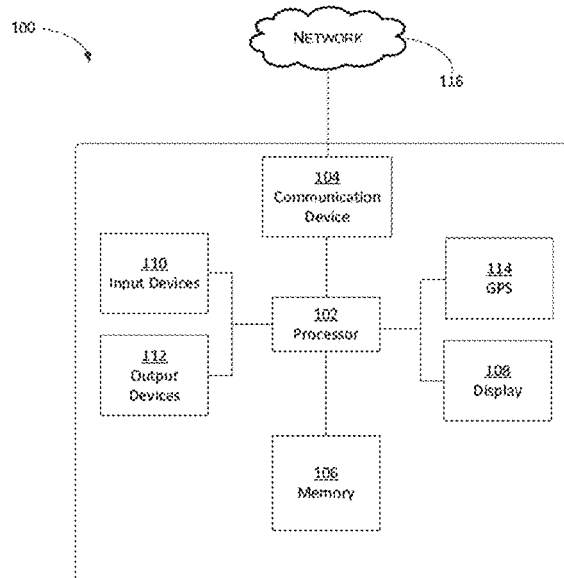 100
NETWORK
116
104
Communication
Device
110
Input Devices
114
GPS
102
Processor
112
Output
Devices
108
Display
106
Memory